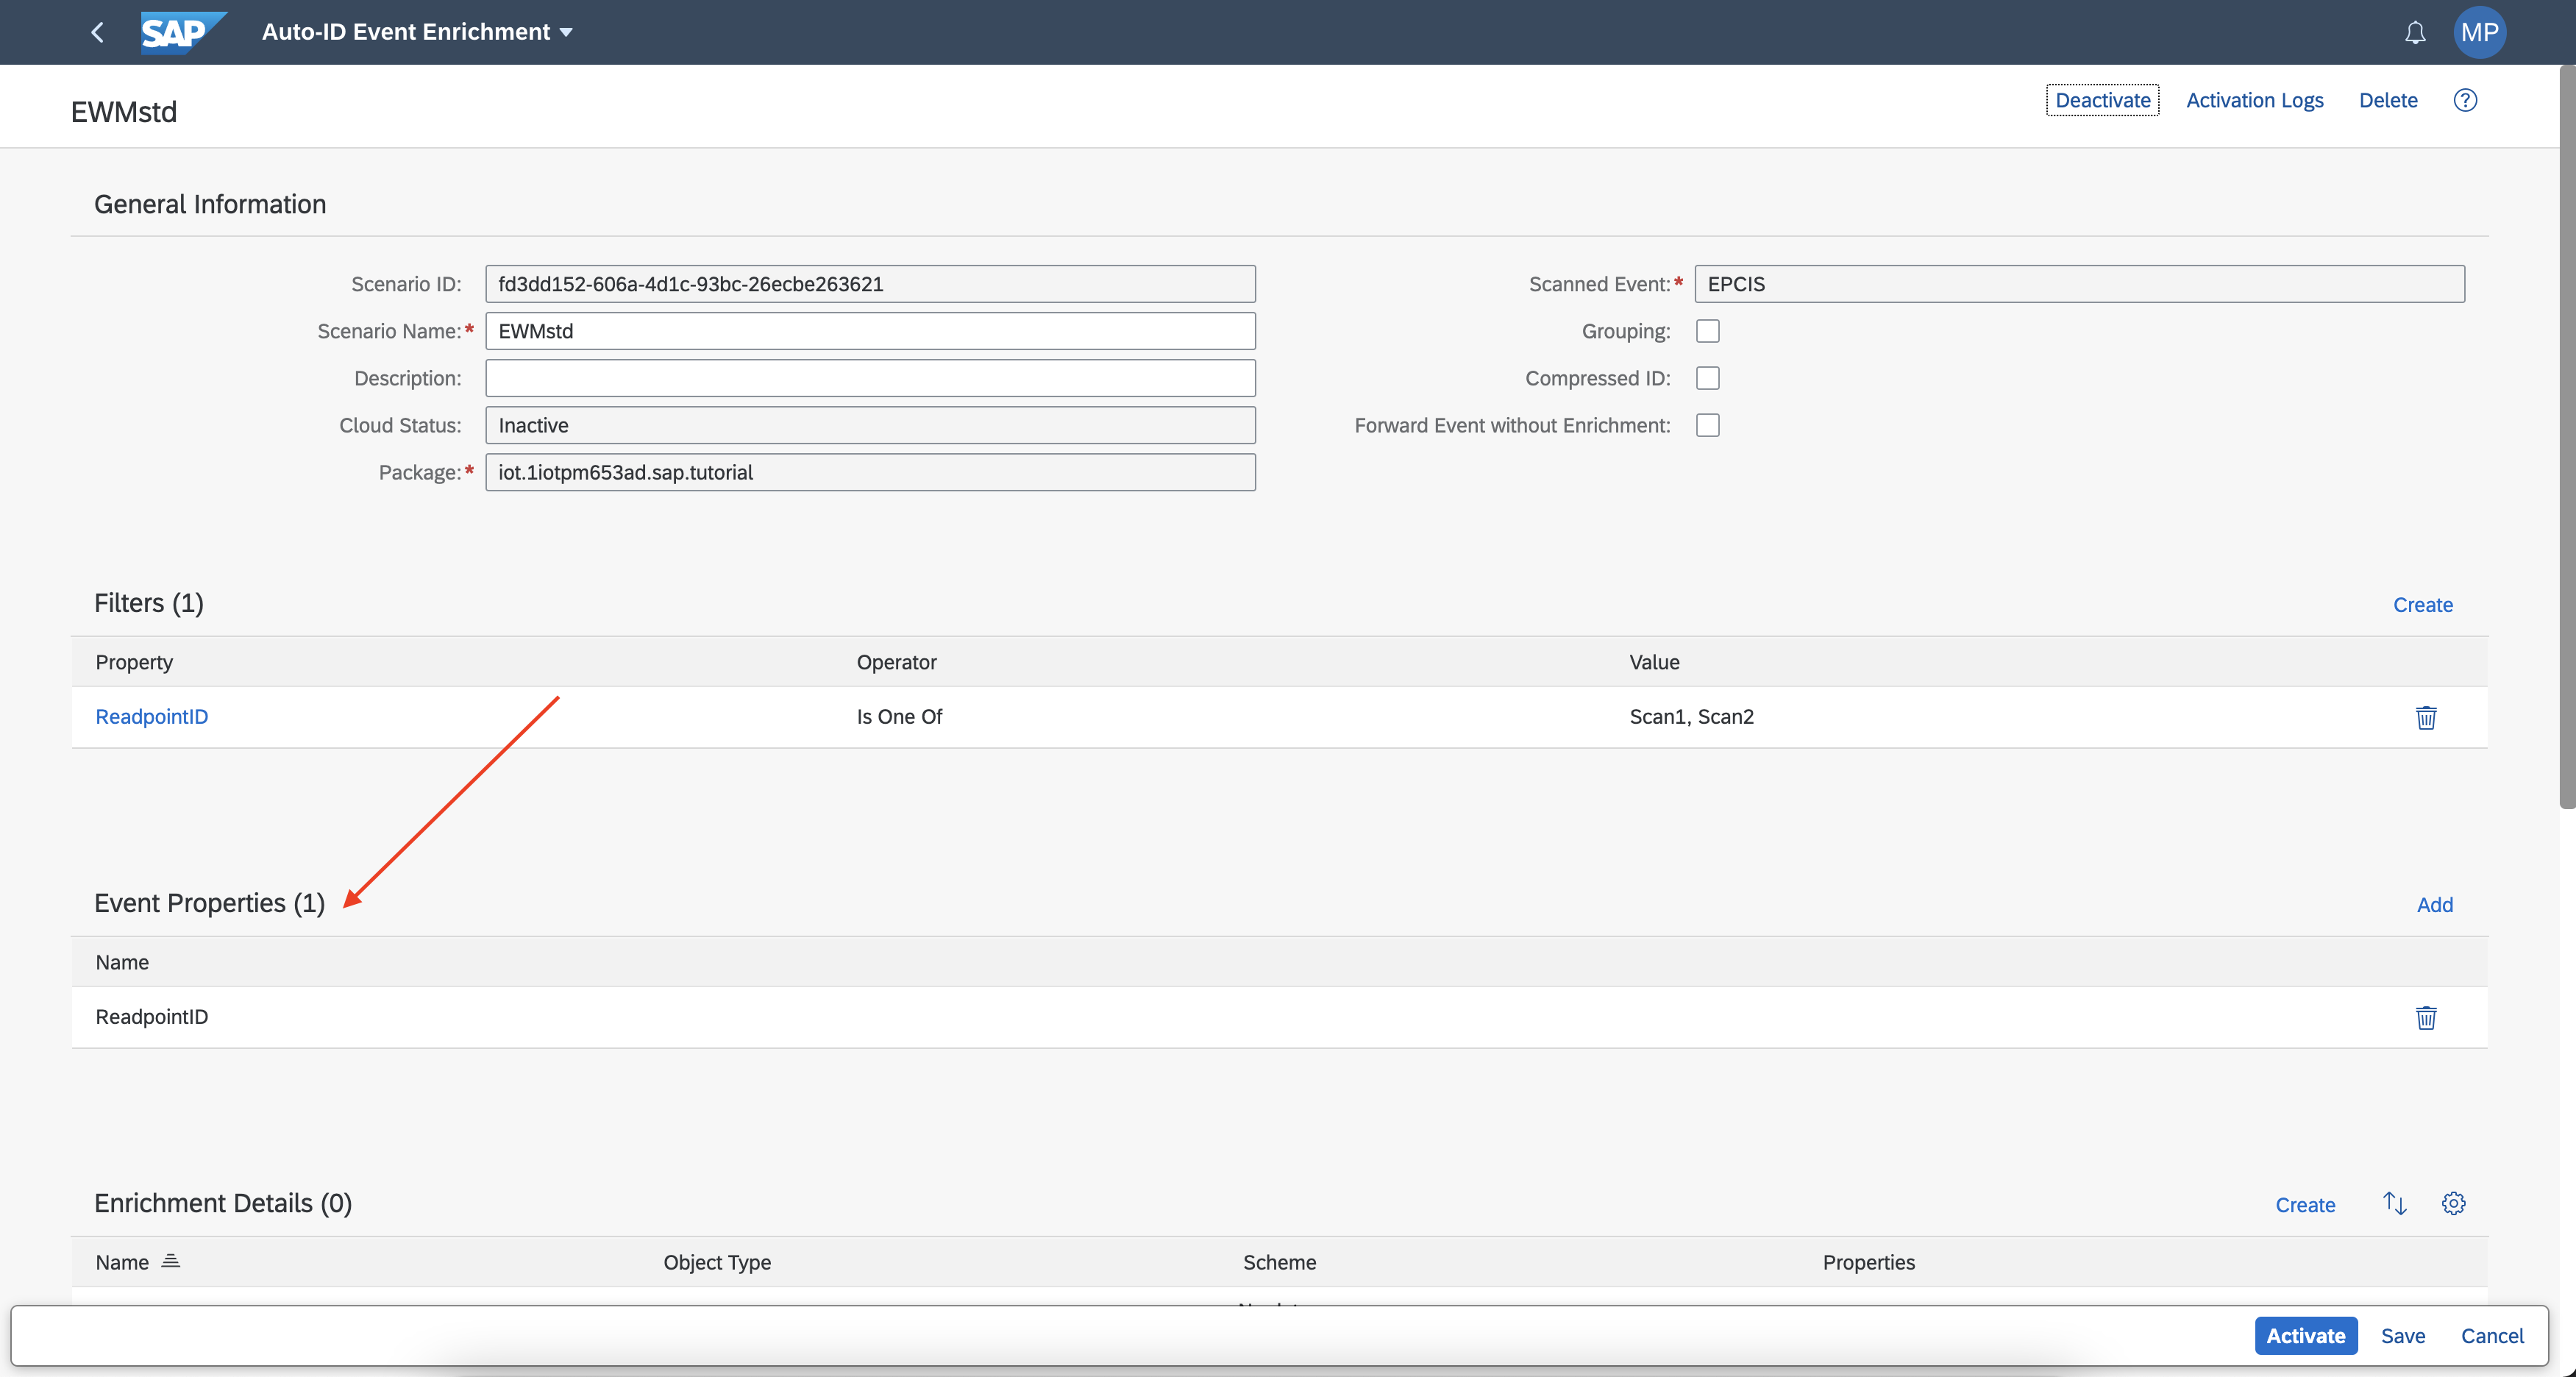 SAP Auto-ID Event Enrichment MP
EWMstd Deactivate Activation Logs Delete ?
General Information
Scenario ID: fd3dd152-606a-4d1c-93bc-26ecbe263621 Scanned Event:* EPCIS
Scenario Name:* EWMstd Grouping:
Description: Compressed ID:
Cloud Status: Inactive Forward Event without Enrichment:
Package:* iot.1iotpm653ad.sap.tutorial
Filters (1) Create
Property Operator Value
ReadpointID Is One Of Scan1, Scan2
Event Properties (1) Add
Name
ReadpointID
Enrichment Details (0) Create
Name Object Type Scheme Properties
Activate Save Cancel